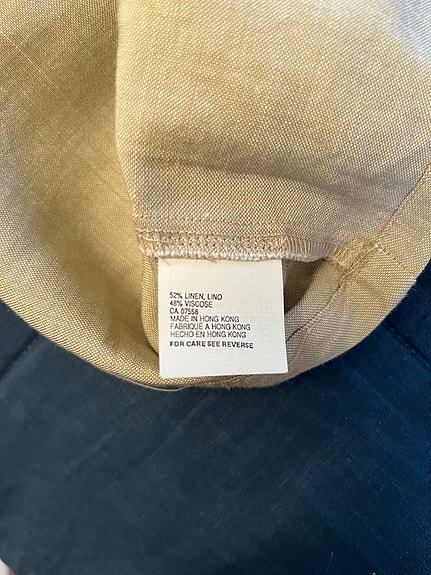 52% LINEN, LINO
48% VISCOSE
CA 07558
MADE IN HONG KONG
FABRIQUÉ A HONG KONG
HECHO EN HONG KONG
FOR CARE SEE REVERSE